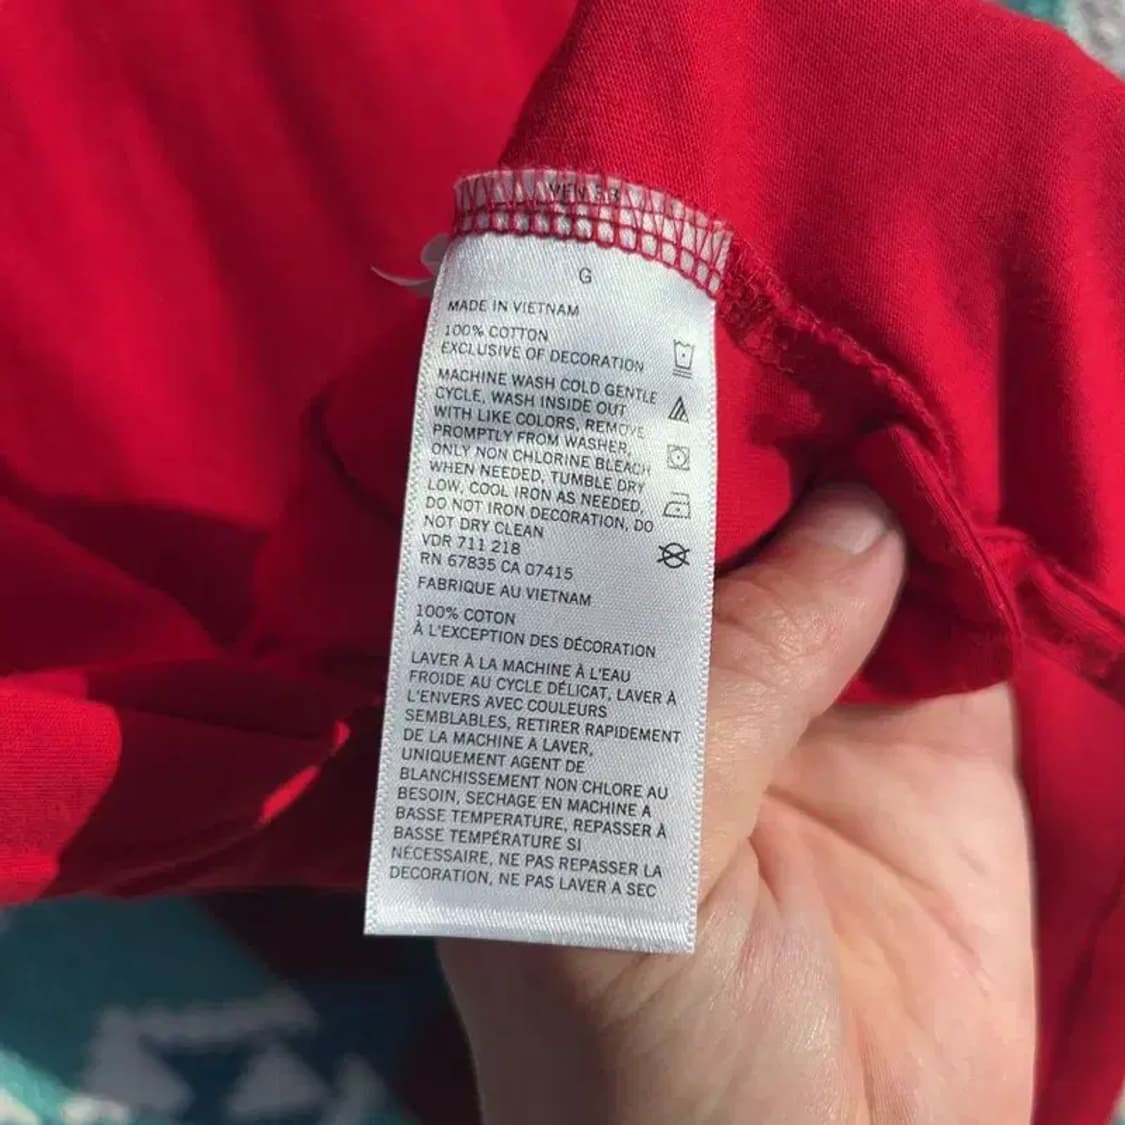 G
MADE IN VIETNAM
100% COTTON
EXCLUSIVE OF DECORATION
MACHINE WASH COLD GENTLE
CYCLE, WASH INSIDE OUT
WITH LIKE COLORS, REMOVE
PROMPTLY FROM WASHER,
ONLY NON CHLORINE BLEACH
WHEN NEEDED, TUMBLE DRY
LOW, COOL IRON AS NEEDED,
DO NOT IRON DECORATION, DO
NOT DRY CLEAN
VDR 711 218
RN 67835 CA 07415
FABRIQUE AU VIETNAM
100% COTON
À L'EXCEPTION DES DÉCORATION
LAVER À LA MACHINE À L'EAU
FROIDE AU CYCLE DÉLICAT, LAVER À
L'ENVERS AVEC COULEURS
SEMBLABLES, RETIRER RAPIDEMENT
DE LA MACHINE A LAVER,
UNIQUEMENT AGENT DE
BLANCHISSEMENT NON CHLORE AU
BESOIN, SECHAGE EN MACHINE A
BASSE TEMPERATURE, REPASSER À
BASSE TEMPÉRATURE SI
NÉCESSAIRE, NE PAS REPASSER LA
DECORATION, NE PAS LAVER A SEC